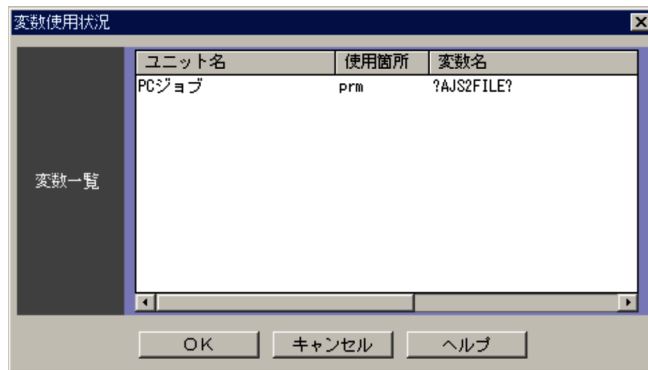 変数使用状況
ユニット名 使用箇所 変数名
PCジョブ prm ?AJS2FILE?
変数一覧
OK キャンセル ヘルプ